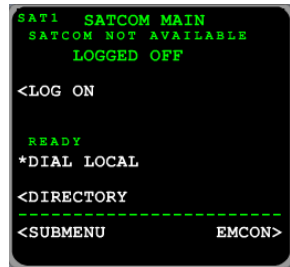 SAT1 SATCOM MAIN
SATCOM NOT AVAILABLE
LOGGED OFF
<LOG ON
READY
*DIAL LOCAL
<DIRECTORY
------------------------
<SUBMENU EMCON>